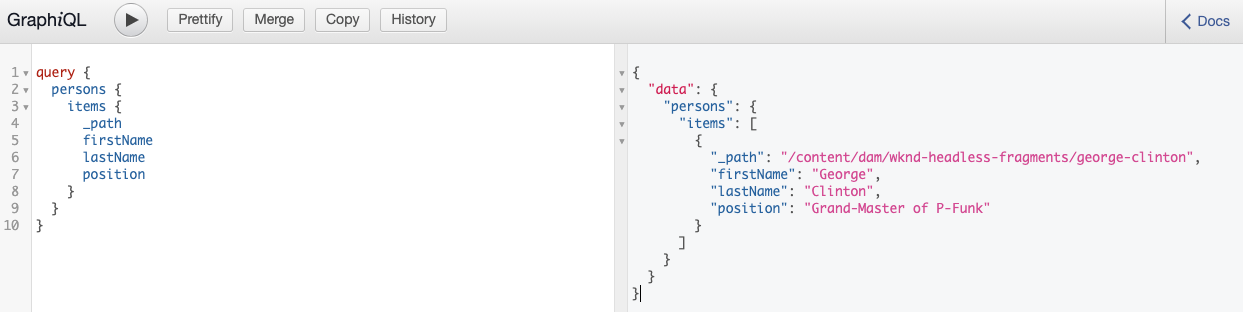 GraphiQL Prettify Merge Copy History Docs
1 query {
2 persons {
3 items {
4 _path
5 firstName
6 lastName
7 position
8 }
9 }
10 }
{
"data": {
"persons": {
"items": [
{
"_path": "/content/dam/wknd-headless-fragments/george-clinton",
"firstName": "George",
"lastName": "Clinton",
"position": "Grand-Master of P-Funk"
}
]
}
}
}